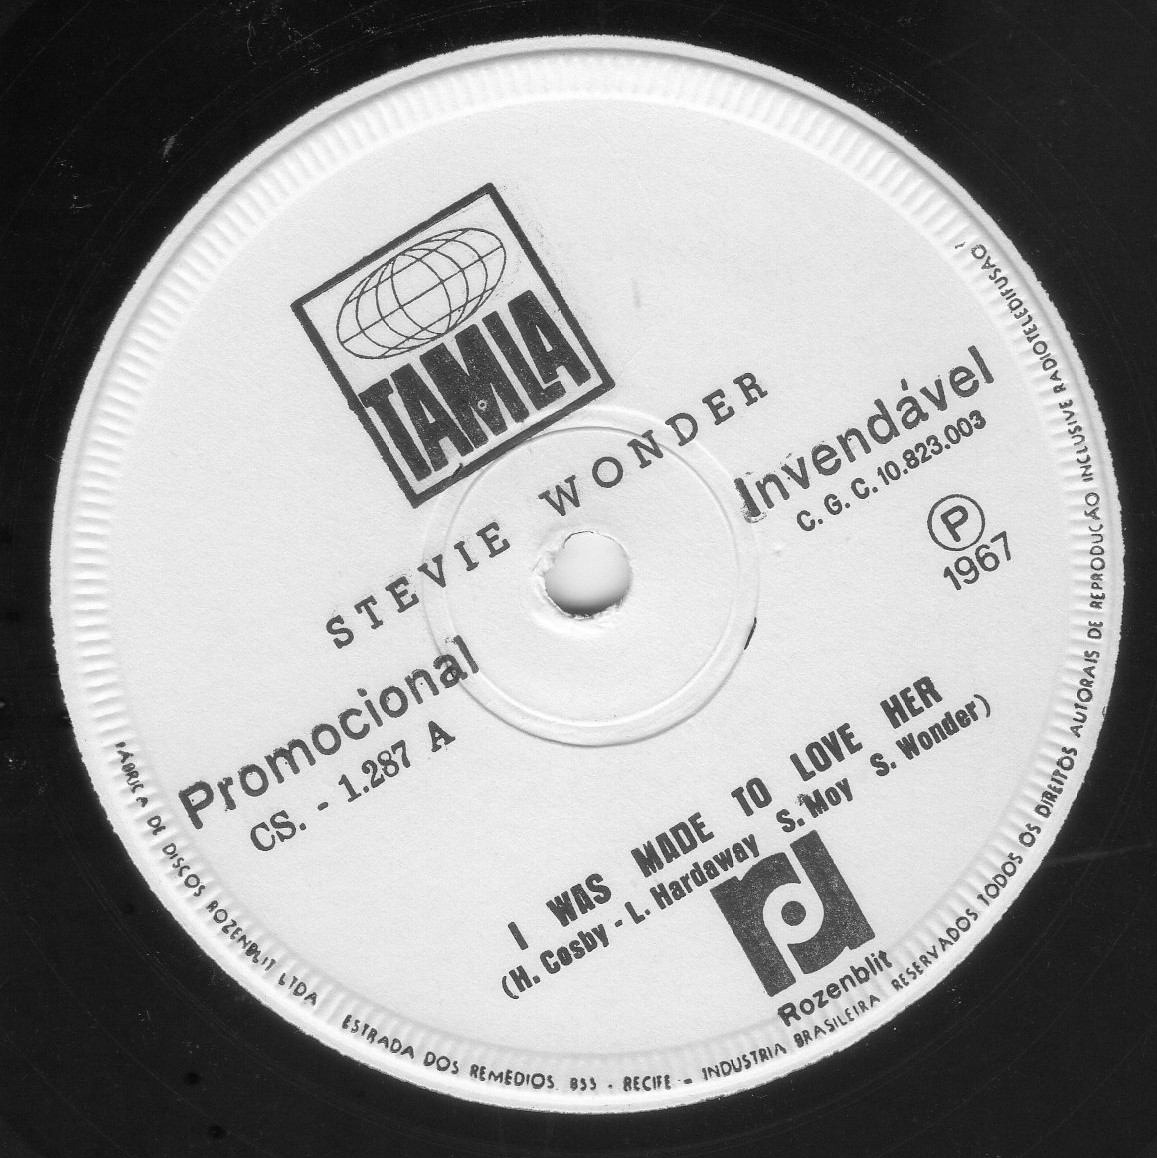 TAMLA
STEVIE WONDER
Invendável
C. G. C. 10.823.003
P
1967
Promocional
CS. - 1.287 A
I WAS MADE TO LOVE HER
(H. Cosby - L. Hardaway S. Moy S. Wonder)
Rozenblit
FÁBRICA DE DISCOS ROZENBLIT LTDA ESTRADA DOS REMÉDIOS. 855 - RECIFE - INDUSTRIA BRASILEIRA RESERVADOS TODOS OS DIREITOS AUTORAIS DE REPRODUÇÃO INCLUSIVE RADIOTELEDIFUSÃO